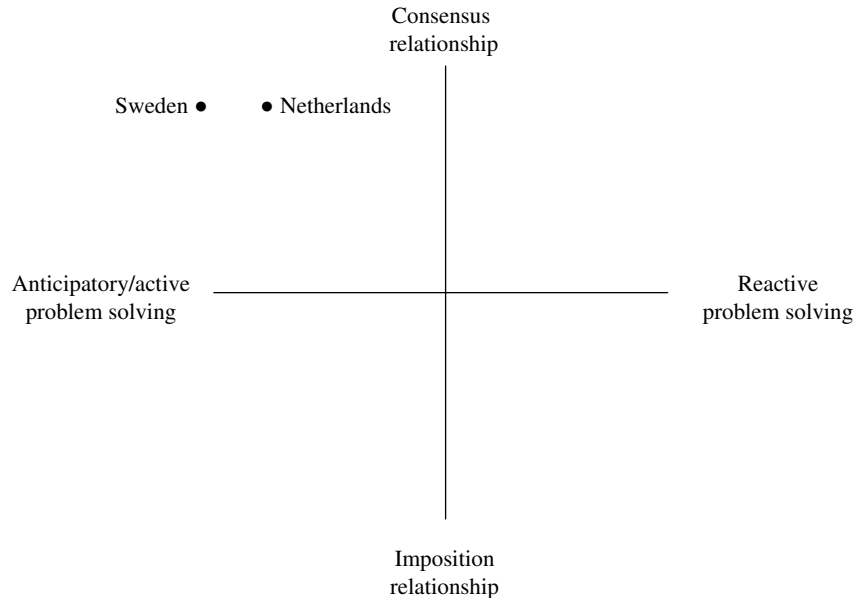 Consensus
relationship
Sweden
Netherlands
Anticipatory/active
problem solving
Reactive
problem solving
Imposition
relationship